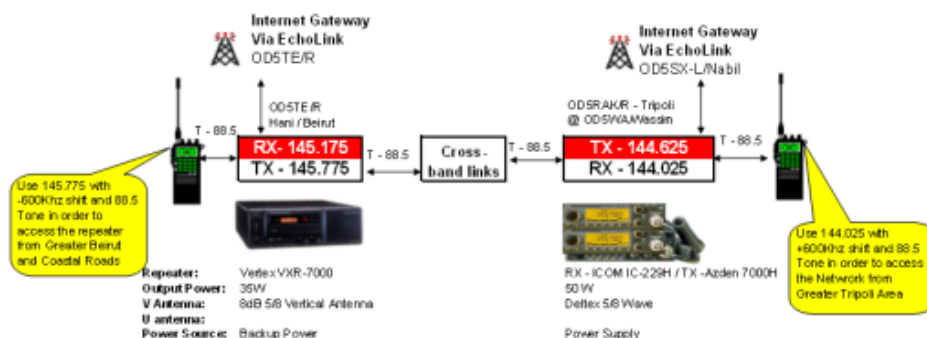 Internet Gateway
Via EchoLink
OD5TE/R
Internet Gateway
Via EchoLink
OD5SX-L/Nabil
OD5TE/R
Hani / Beirut
OD5RAK/R - Tripoli
@ OD5WA/Wassim
T - 88.5
RX- 145.175
TX - 145.775
T - 88.5
Cross-
band links
T - 88.5
TX - 144.625
RX - 144.025
T - 88.5
Use 145.775 with
-600Khz shift and 88.5
Tone in order to
access the repeater
from Greater Beirut
and Coastal Roads
Use 144.025 with
+600Khz shift and 88.5
Tone in order to access
the Network from
Greater Tripoli Area
Repeater: Vertex VXR-7000
Output Power: 35W
V Antenna: 8dB 5/8 Vertical Antenna
U antenna:
Power Source: Backup Power
RX - ICOM IC-229H / TX -Azden 7000H
50 W
Deltex 5/8 Wave
Power Supply